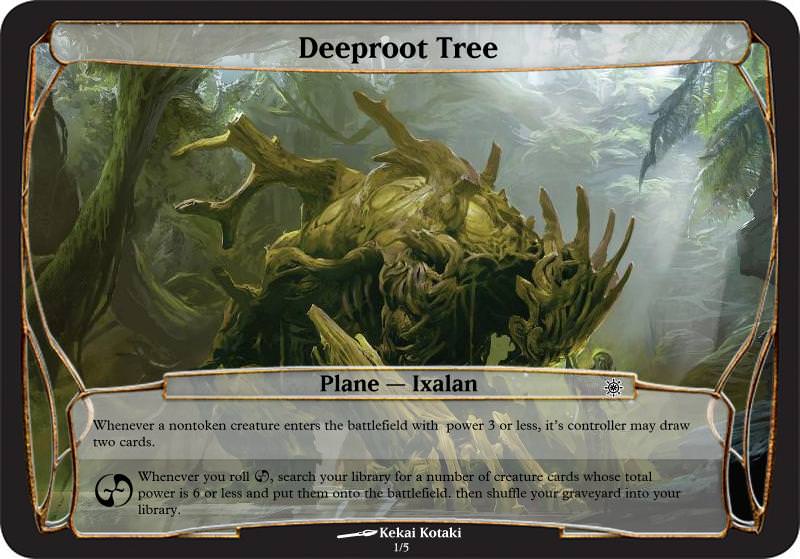 Deeproot Tree
Plane — Ixalan
Whenever a nontoken creature enters the battlefield with  power 3 or less, it's controller may draw
two cards.
Whenever you roll , search your library for a number of creature cards whose total
power is 6 or less and put them onto the battlefield. then shuffle your graveyard into your
library.
Kekai Kotaki
1/5